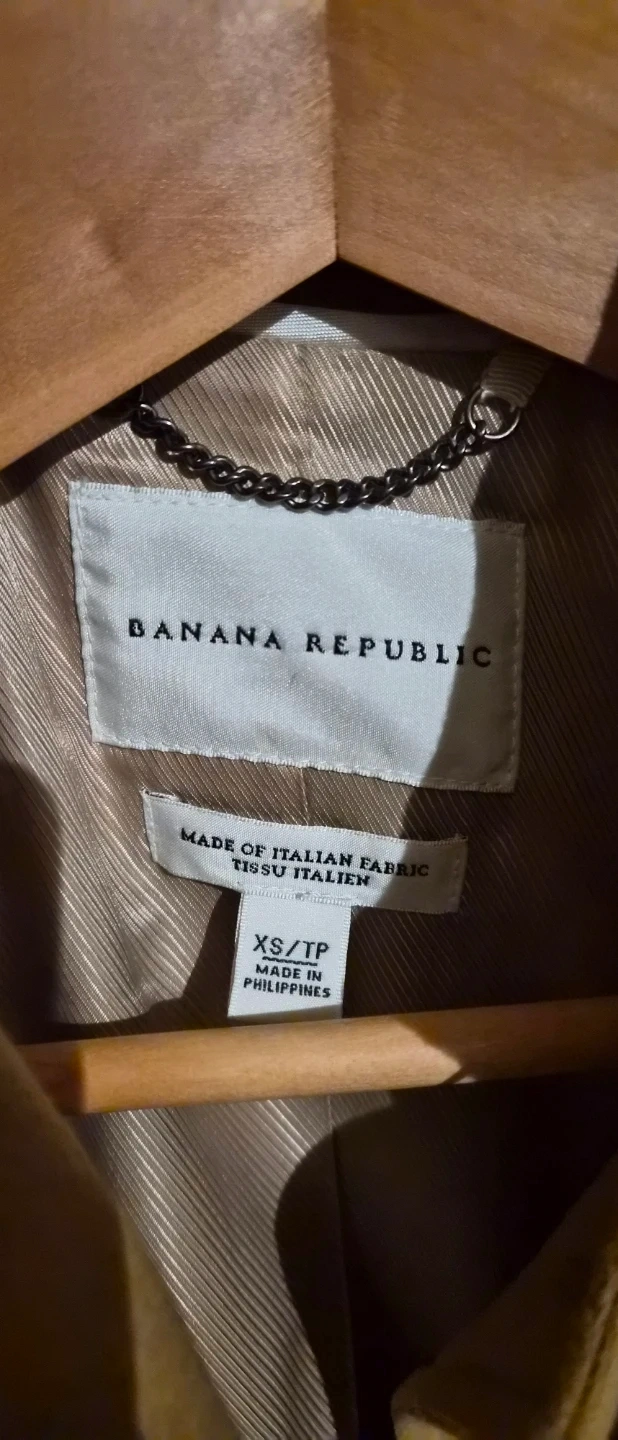 BANANA REPUBLIC
MADE OF ITALIAN FABRIC
TISSU ITALIEN
XS/TP
MADE IN
PHILIPPINES